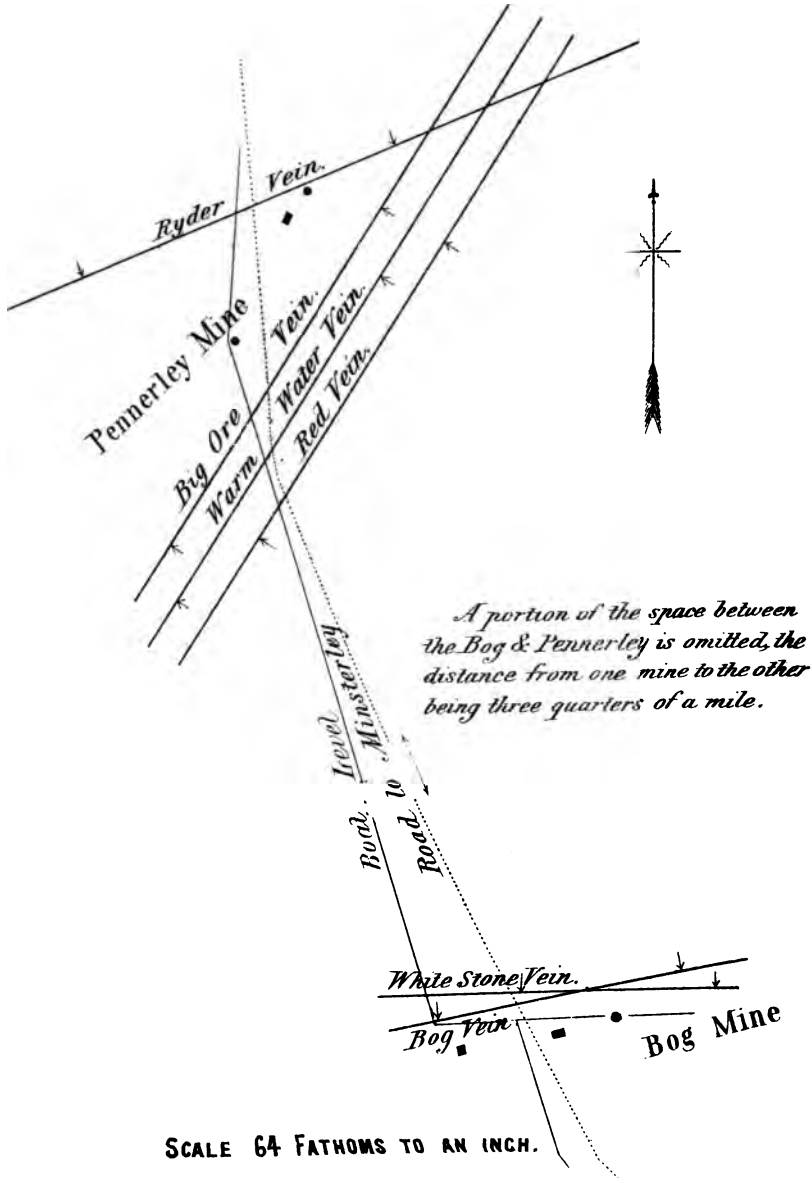 Ryder Vein.
Pennerley Mine
Big Ore Vein.
Warm Water Vein.
Red Vein.
A portion of the space between
the Bog & Pennerley is omitted, the
distance from one mine to the other
being three quarters of a mile.
Boat Level
Road to Minsterley
White Stone Vein.
Bog Vein
Bog Mine
SCALE 64 FATHOMS TO AN INCH.